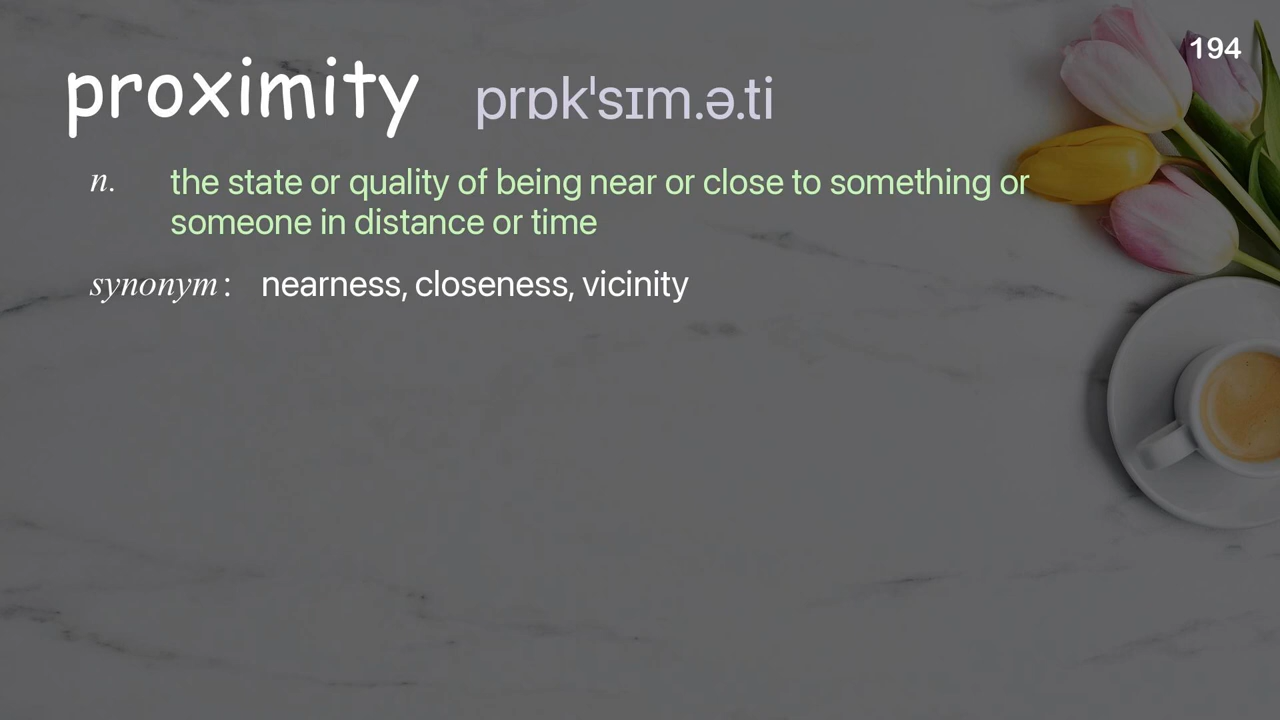 194
proximity prɒkˈsɪm.ə.ti
n. the state or quality of being near or close to something or
someone in distance or time
synonym: nearness, closeness, vicinity